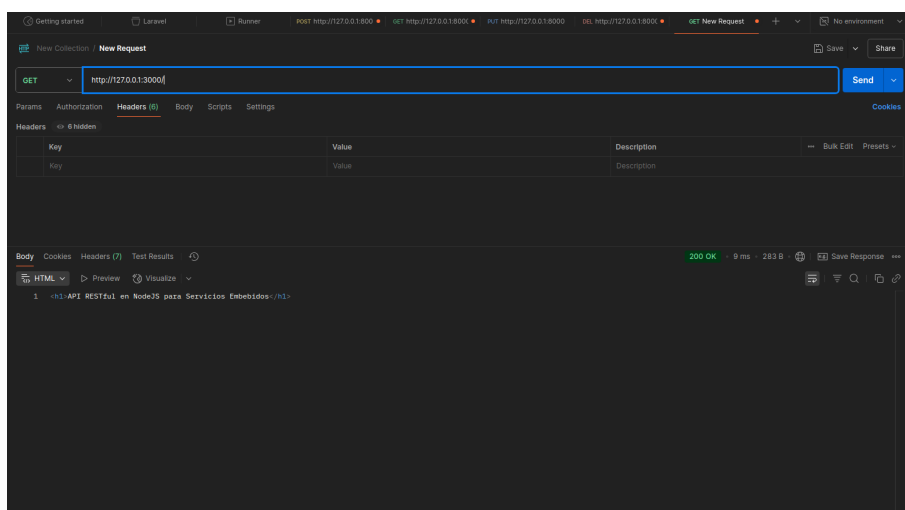 Getting started Laravel Runner POST http://127.0.0.1:800 GET http://127.0.0.1:800( PUT http://127.0.0.1:8000 DEL http://127.0.0.1:800( GET New Request No environment
New Collection / New Request Save Share
GET http://127.0.0.1:3000/ Send
Params Authorization Headers (6) Body Scripts Settings Cookies
Headers 6 hidden
Key Value Description Bulk Edit Presets
Key Value Description
Body Cookies Headers (7) Test Results 200 OK 9 ms 283 B Save Response
HTML Preview Visualize
1 <h1>API RESTful en NodeJS para Servicios Embebidos</h1>